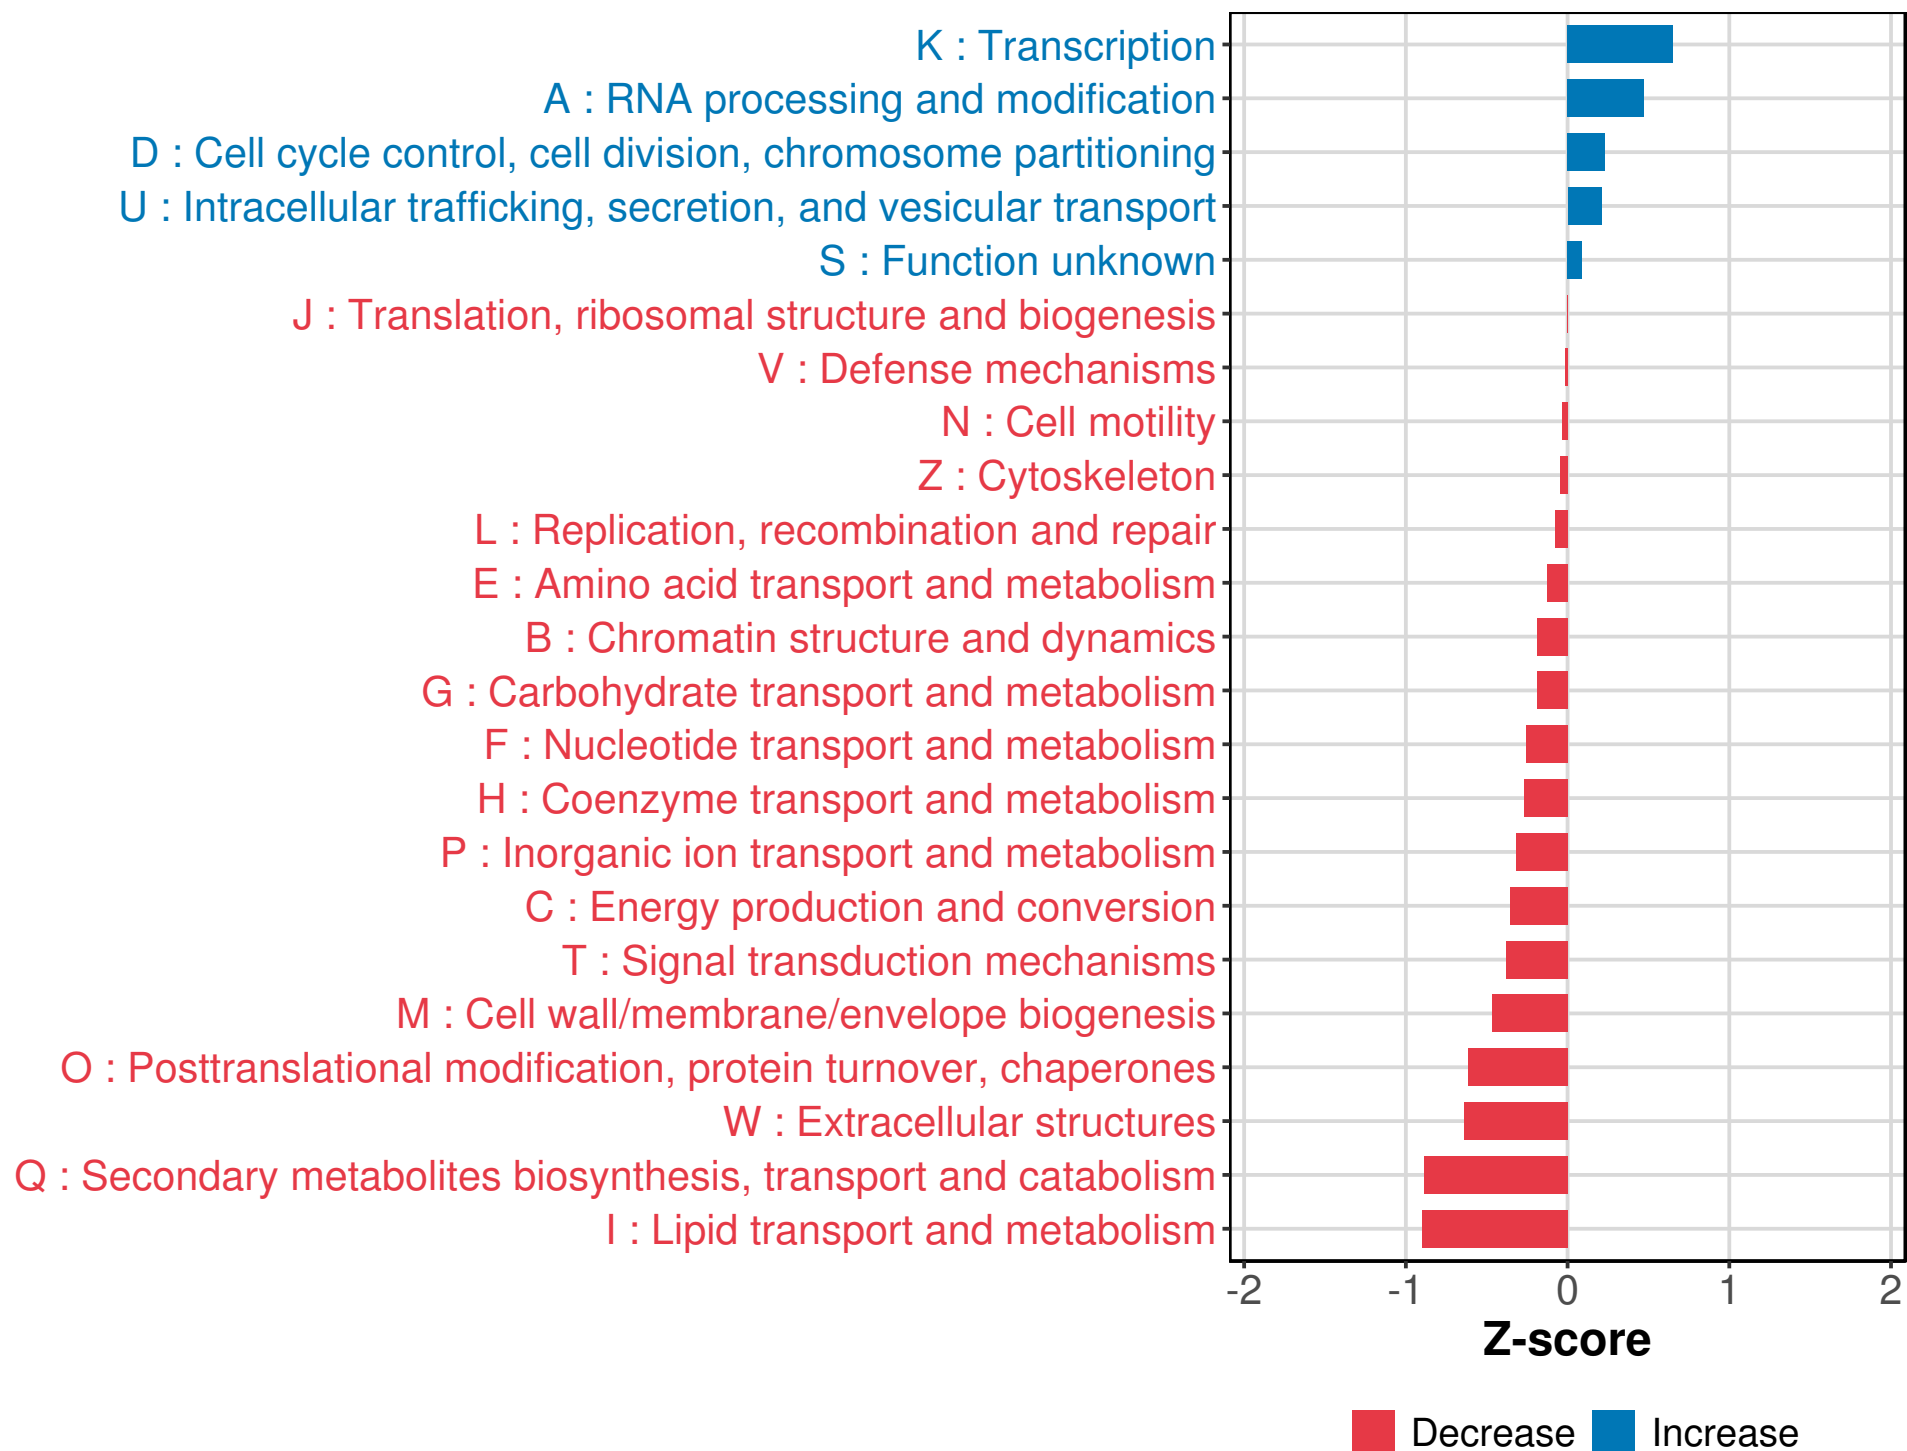 K : Transcription
A : RNA processing and modification
D : Cell cycle control, cell division, chromosome partitioning
U : Intracellular trafficking, secretion, and vesicular transport
S : Function unknown
J : Translation, ribosomal structure and biogenesis
V : Defense mechanisms
N : Cell motility
Z : Cytoskeleton
L : Replication, recombination and repair
E : Amino acid transport and metabolism
B : Chromatin structure and dynamics
G : Carbohydrate transport and metabolism
F : Nucleotide transport and metabolism
H : Coenzyme transport and metabolism
P : Inorganic ion transport and metabolism
C : Energy production and conversion
T : Signal transduction mechanisms
M : Cell wall/membrane/envelope biogenesis
O : Posttranslational modification, protein turnover, chaperones
W : Extracellular structures
Q : Secondary metabolites biosynthesis, transport and catabolism
I : Lipid transport and metabolism
-2 -1 0 1 2
Z-score
Decrease Increase